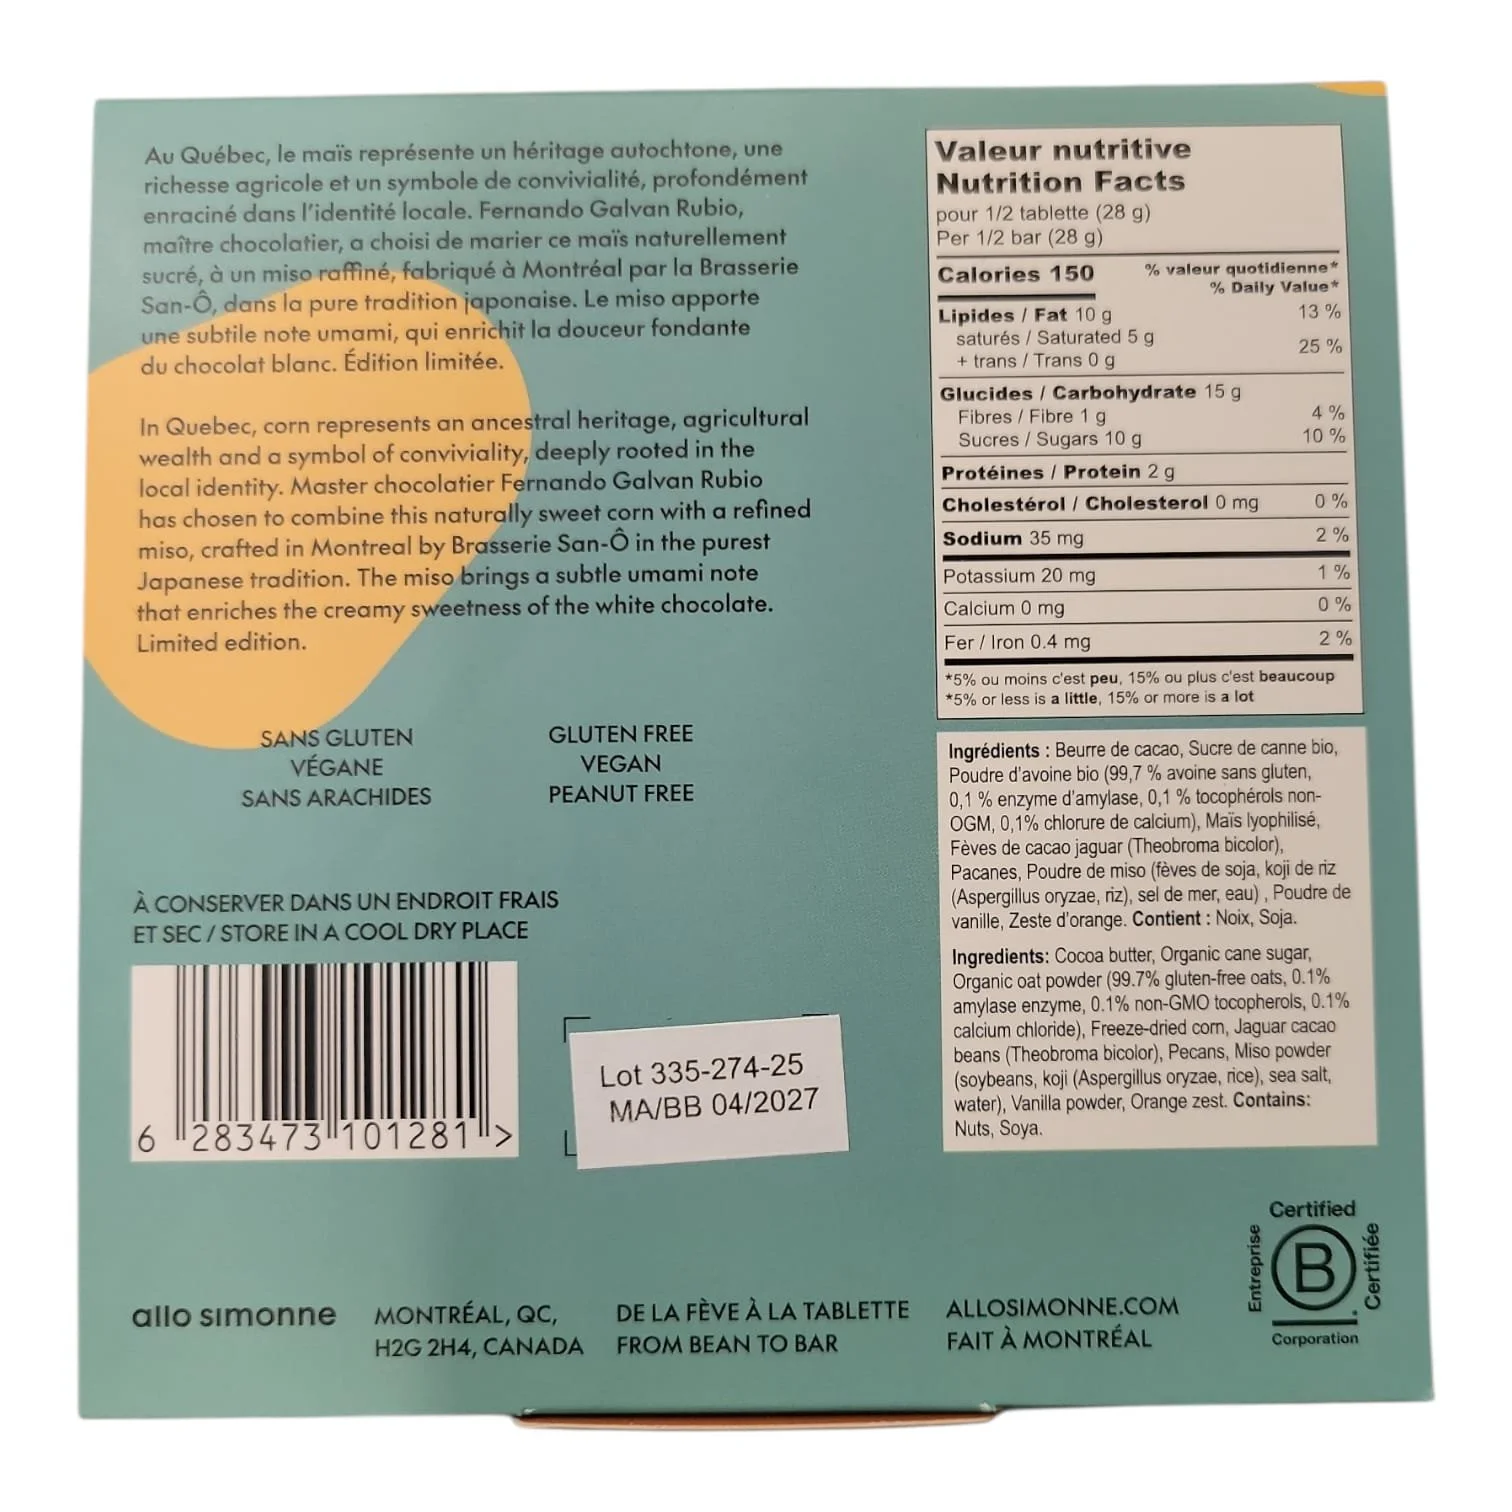 Au Québec, le maïs représente un héritage autochtone, une
richesse agricole et un symbole de convivialité, profondément
enraciné dans l'identité locale. Fernando Galvan Rubio,
maître chocolatier, a choisi de marier ce maïs naturellement
sucré, à un miso raffiné, fabriqué à Montréal par la Brasserie
San-Ô, dans la pure tradition japonaise. Le miso apporte
une subtile note umami, qui enrichit la douceur fondante
du chocolat blanc. Édition limitée.
In Quebec, corn represents an ancestral heritage, agricultural
wealth and a symbol of conviviality, deeply rooted in the
local identity. Master chocolatier Fernando Galvan Rubio
has chosen to combine this naturally sweet corn with a refined
miso, crafted in Montreal by Brasserie San-Ô in the purest
Japanese tradition. The miso brings a subtle umami note
that enriches the creamy sweetness of the white chocolate.
Limited edition.
SANS GLUTEN
VÉGANE
SANS ARACHIDES
GLUTEN FREE
VEGAN
PEANUT FREE
À CONSERVER DANS UN ENDROIT FRAIS
ET SEC / STORE IN A COOL DRY PLACE
6 283473 101281 >
Lot 335-274-25
MA/BB 04/2027
Valeur nutritive
Nutrition Facts
pour 1/2 tablette (28 g)
Per 1/2 bar (28 g)
Calories 150
% valeur quotidienne*
% Daily Value*
Lipides / Fat 10 g 13 %
saturés / Saturated 5 g
+ trans / Trans 0 g 25 %
Glucides / Carbohydrate 15 g
Fibres / Fibre 1 g 4 %
Sucres / Sugars 10 g 10 %
Protéines / Protein 2 g
Cholestérol / Cholesterol 0 mg 0 %
Sodium 35 mg 2 %
Potassium 20 mg 1 %
Calcium 0 mg 0 %
Fer / Iron 0.4 mg 2 %
*5% ou moins c'est peu, 15% ou plus c'est beaucoup
*5% or less is a little, 15% or more is a lot
Ingrédients : Beurre de cacao, Sucre de canne bio,
Poudre d'avoine bio (99,7 % avoine sans gluten,
0,1 % enzyme d'amylase, 0,1 % tocophérols non-
OGM, 0,1% chlorure de calcium), Maïs lyophilisé,
Fèves de cacao jaguar (Theobroma bicolor),
Pacanes, Poudre de miso (fèves de soja, koji de riz
(Aspergillus oryzae, riz), sel de mer, eau) , Poudre de
vanille, Zeste d'orange. Contient : Noix, Soja.
Ingredients: Cocoa butter, Organic cane sugar,
Organic oat powder (99.7% gluten-free oats, 0.1%
amylase enzyme, 0.1% non-GMO tocopherols, 0.1%
calcium chloride), Freeze-dried corn, Jaguar cacao
beans (Theobroma bicolor), Pecans, Miso powder
(soybeans, koji (Aspergillus oryzae, rice), sea salt,
water), Vanilla powder, Orange zest. Contains:
Nuts, Soya.
Certified
Entreprise
B
Certifiée
Corporation
allo simonne
MONTRÉAL, QC,
H2G 2H4, CANADA
DE LA FÈVE À LA TABLETTE
FROM BEAN TO BAR
ALLOSIMONNE.COM
FAIT À MONTRÉAL